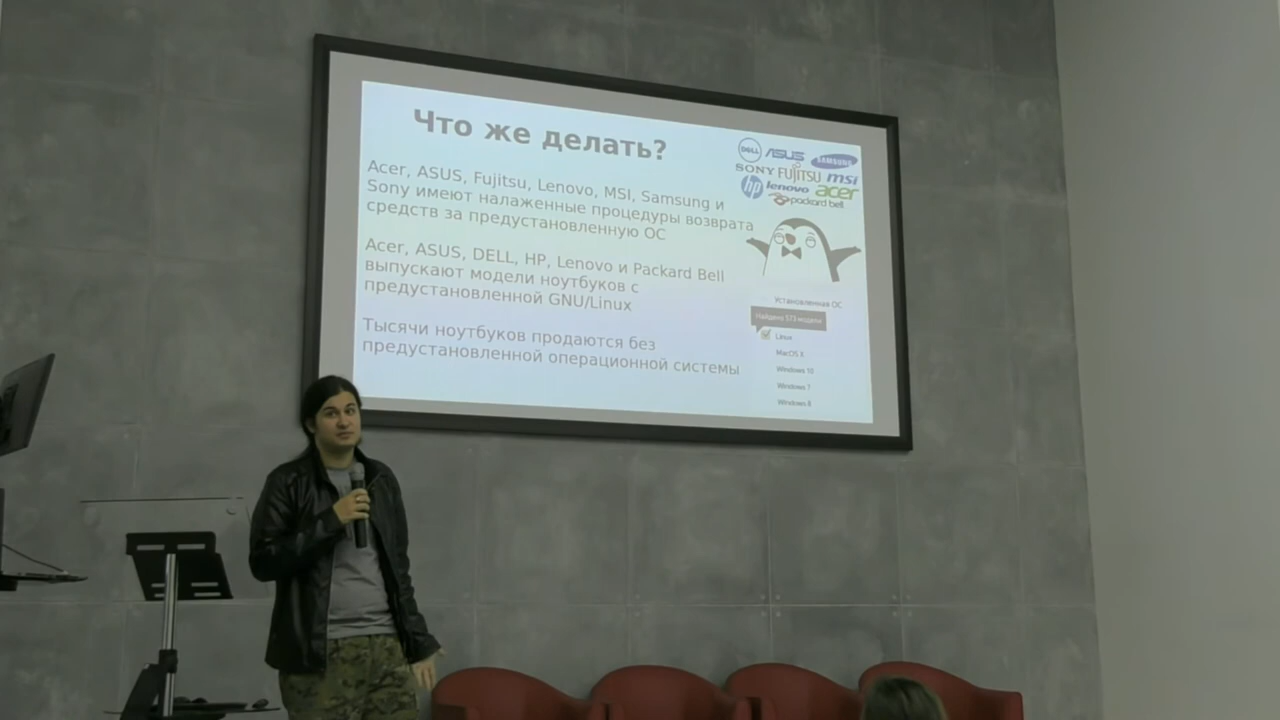 Что же делать?
Acer, ASUS, Fujitsu, Lenovo, MSI, Samsung и
Sony имеют налаженные процедуры возврата
средств за предустановленную ОС
Acer, ASUS, DELL, HP, Lenovo и Packard Bell
выпускают модели ноутбуков с
предустановленной GNU/Linux
Тысячи ноутбуков продаются без
предустановленной операционной системы
DELL ASUS SAMSUNG
SONY FUJITSU msi
hp lenovo acer
packard bell
Установленная ОС
Найдено 573 модели
Linux
MacOS X
Windows 10
Windows 7
Windows 8